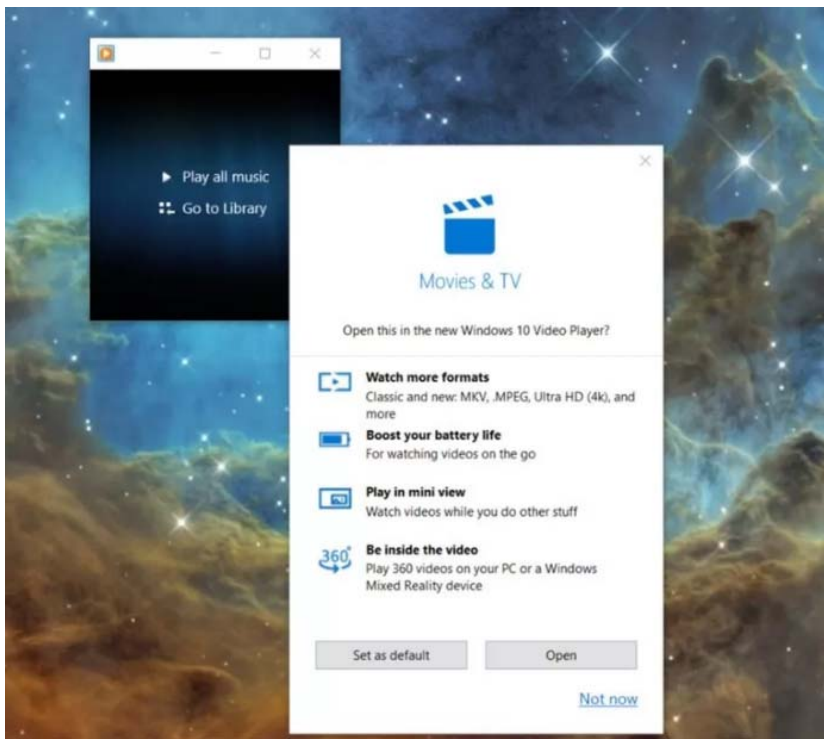 Play all music
Go to Library
Movies & TV
Open this in the new Windows 10 Video Player?
Watch more formats
Classic and new: MKV, .MPEG, Ultra HD (4k), and
more
Boost your battery life
For watching videos on the go
Play in mini view
Watch videos while you do other stuff
360°
Be inside the video
Play 360 videos on your PC or a Windows
Mixed Reality device
Set as default
Open
Not now